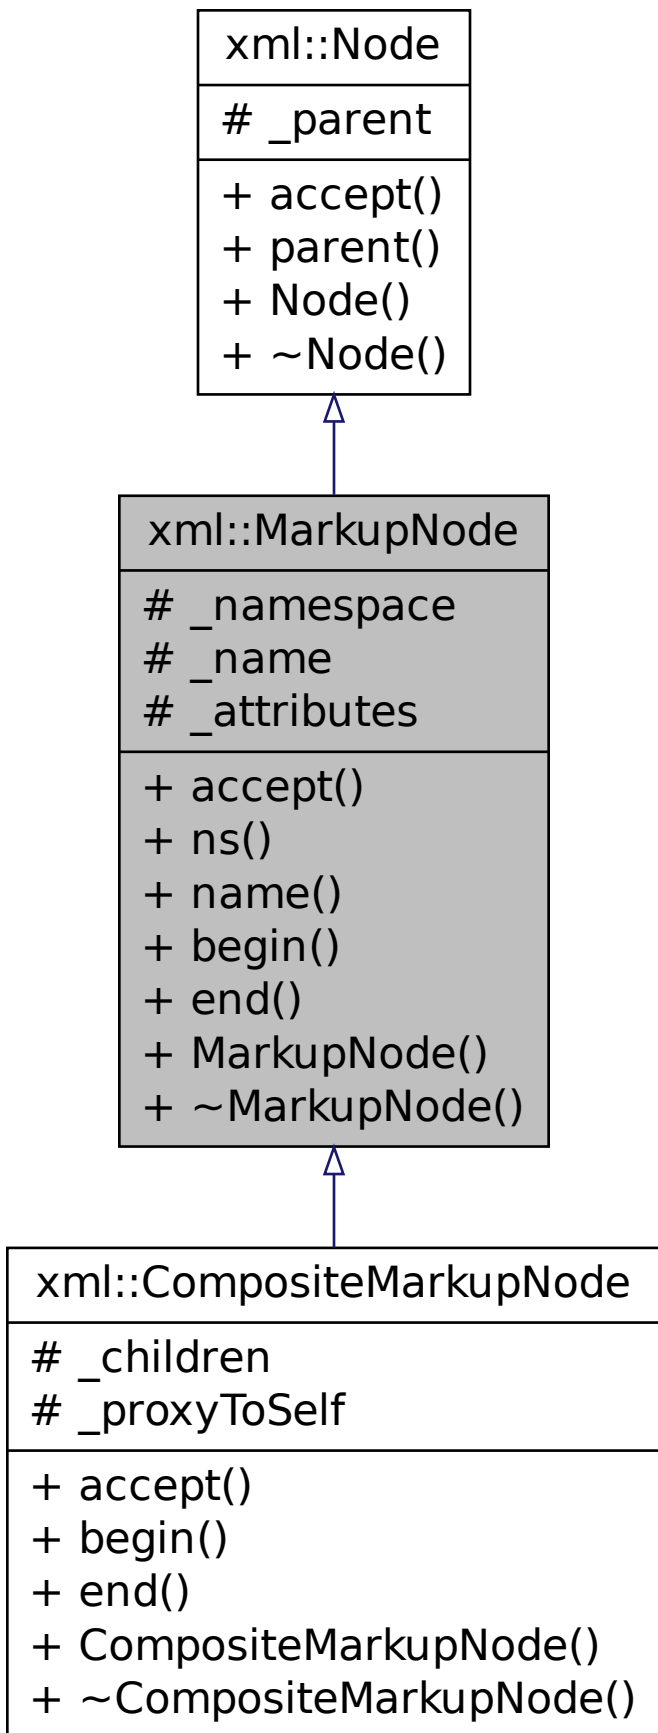 xml::Node
# _parent
+ accept()
+ parent()
+ Node()
+ ~Node()
xml::MarkupNode
# _namespace
# _name
# _attributes
+ accept()
+ ns()
+ name()
+ begin()
+ end()
+ MarkupNode()
+ ~MarkupNode()
xml::CompositeMarkupNode
# _children
# _proxyToSelf
+ accept()
+ begin()
+ end()
+ CompositeMarkupNode()
+ ~CompositeMarkupNode()